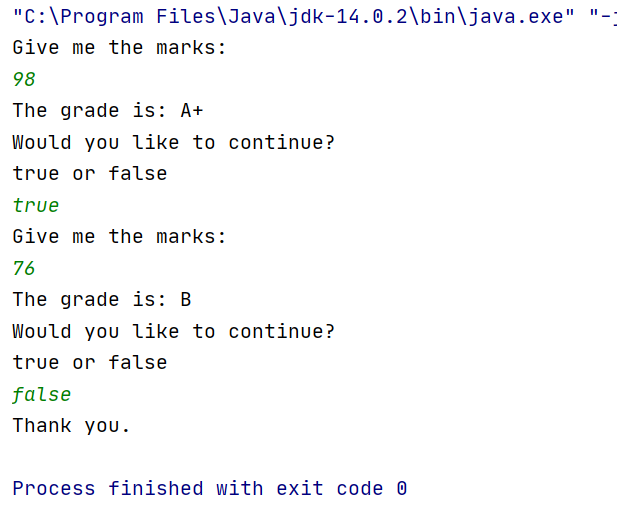 "C:\Program Files\Java\jdk-14.0.2\bin\java.exe" "-j
Give me the marks:
98
The grade is: A+
Would you like to continue?
true or false
true
Give me the marks:
76
The grade is: B
Would you like to continue?
true or false
false
Thank you.
Process finished with exit code 0